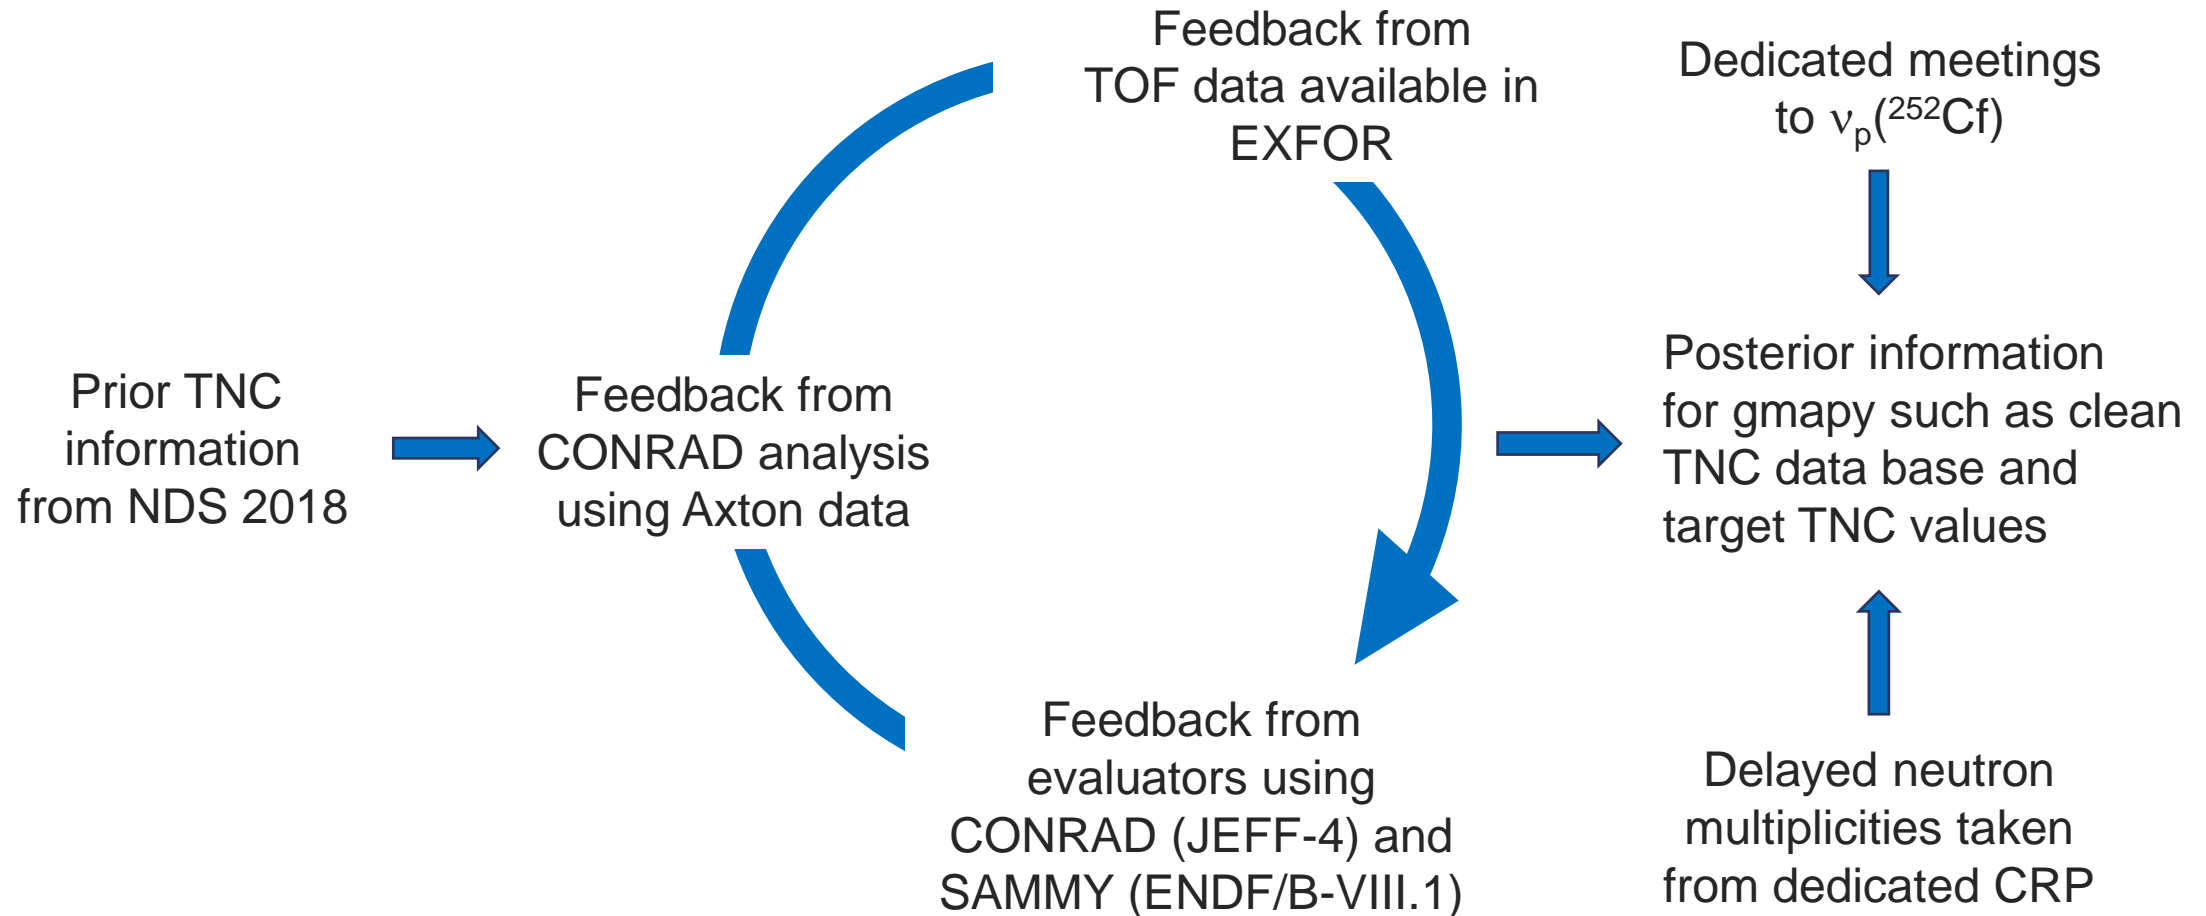 Prior TNC
information
from NDS 2018
Feedback from
CONRAD analysis
using Axton data
Feedback from
TOF data available in
EXFOR
Feedback from
evaluators using
CONRAD (JEFF-4) and
SAMMY (ENDF/B-VIII.1)
Dedicated meetings
to νₚ(²⁵²Cf)
Posterior information
for gmapy such as clean
TNC data base and
target TNC values
Delayed neutron
multiplicities taken
from dedicated CRP